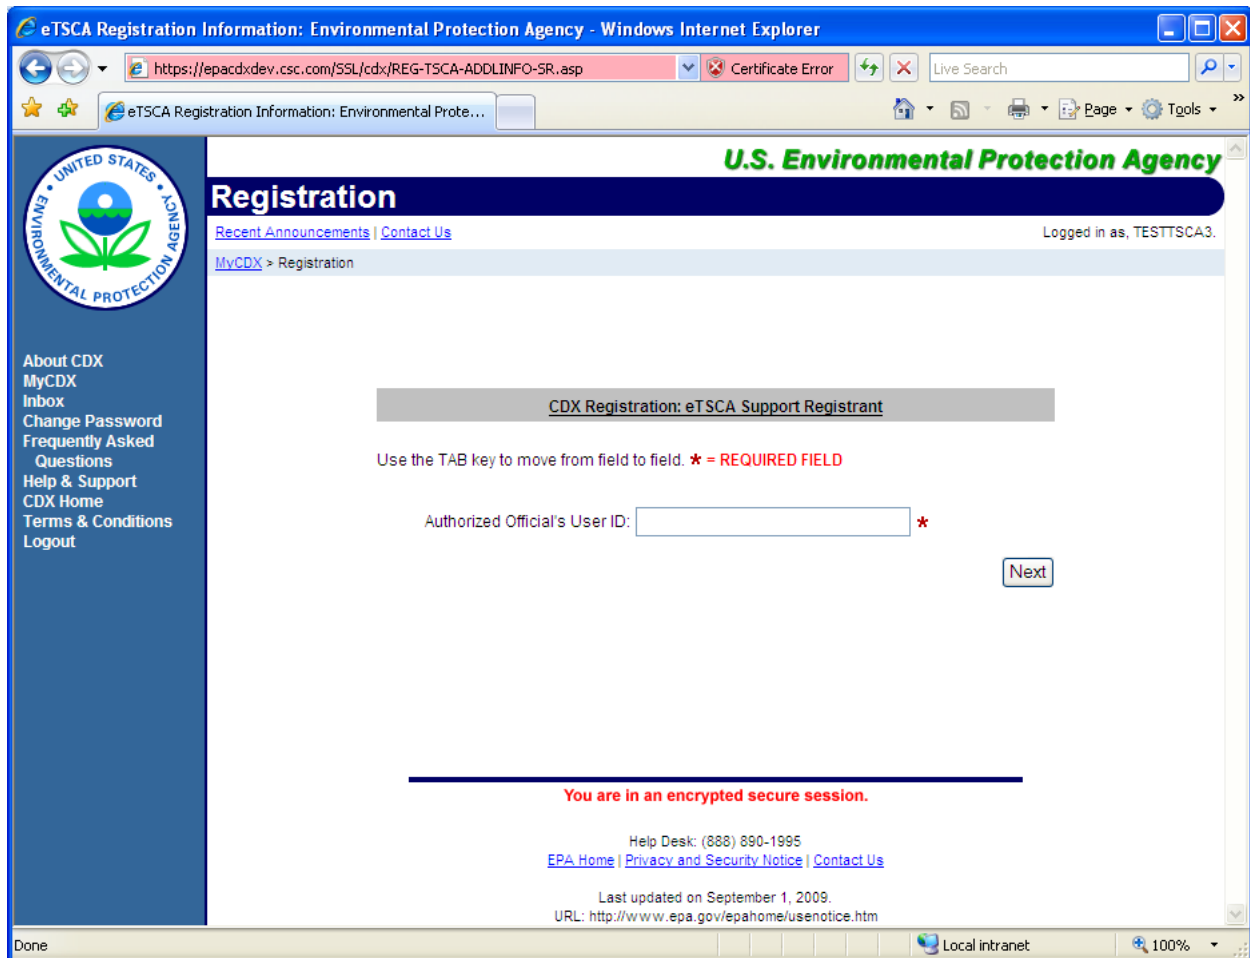 eTSCA Registration Information: Environmental Protection Agency - Windows Internet Explorer
https://epacdxdev.csc.com/SSL/cdx/REG-TSCA-ADDLINFO-SR.asp
Certificate Error
Live Search
eTSCA Registration Information: Environmental Prote...
Page
Tools
»
UNITED STATES
ENVIRONMENTAL PROTECTION AGENCY
U.S. Environmental Protection Agency
Registration
Recent Announcements | Contact Us
Logged in as, TESTTSCA3.
MyCDX > Registration
About CDX
MyCDX
Inbox
Change Password
Frequently Asked
Questions
Help & Support
CDX Home
Terms & Conditions
Logout
CDX Registration: eTSCA Support Registrant
Use the TAB key to move from field to field. * = REQUIRED FIELD
Authorized Official's User ID: *
Next
You are in an encrypted secure session.
Help Desk: (888) 890-1995
EPA Home | Privacy and Security Notice | Contact Us
Last updated on September 1, 2009.
URL: http://www.epa.gov/epahome/usenotice.htm
Done
Local intranet
100%